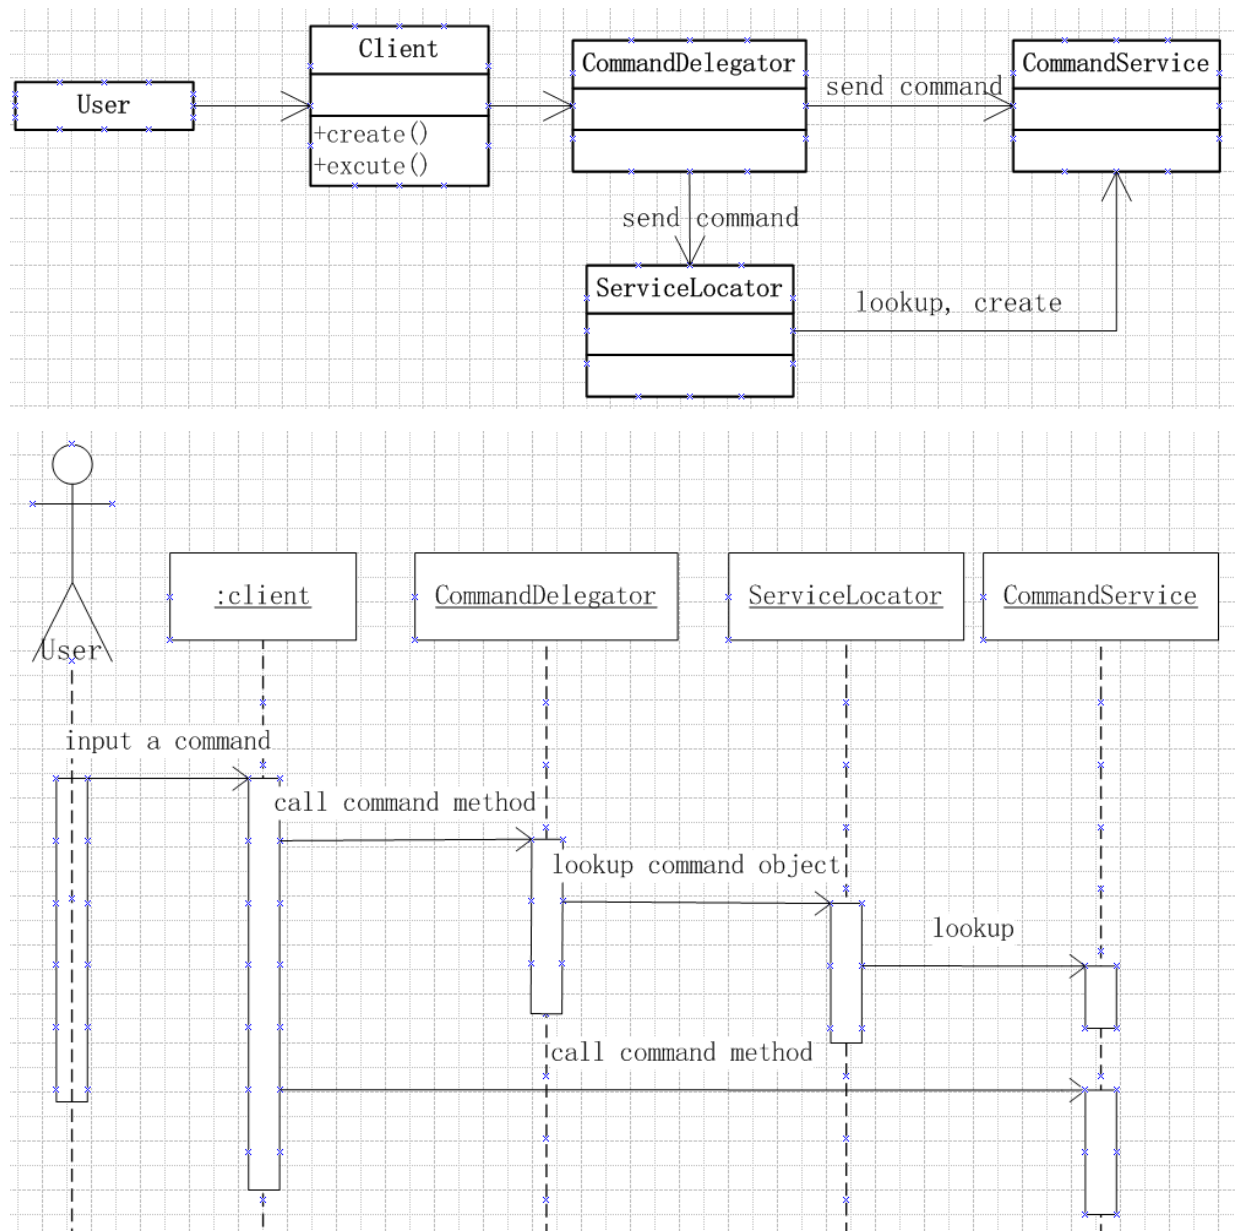 User
Client
+create()
+excute()
CommandDelegator
send command
CommandService
send command
ServiceLocator
lookup, create
User
:client
CommandDelegator
ServiceLocator
CommandService
input a command
call command method
lookup command object
lookup
call command method